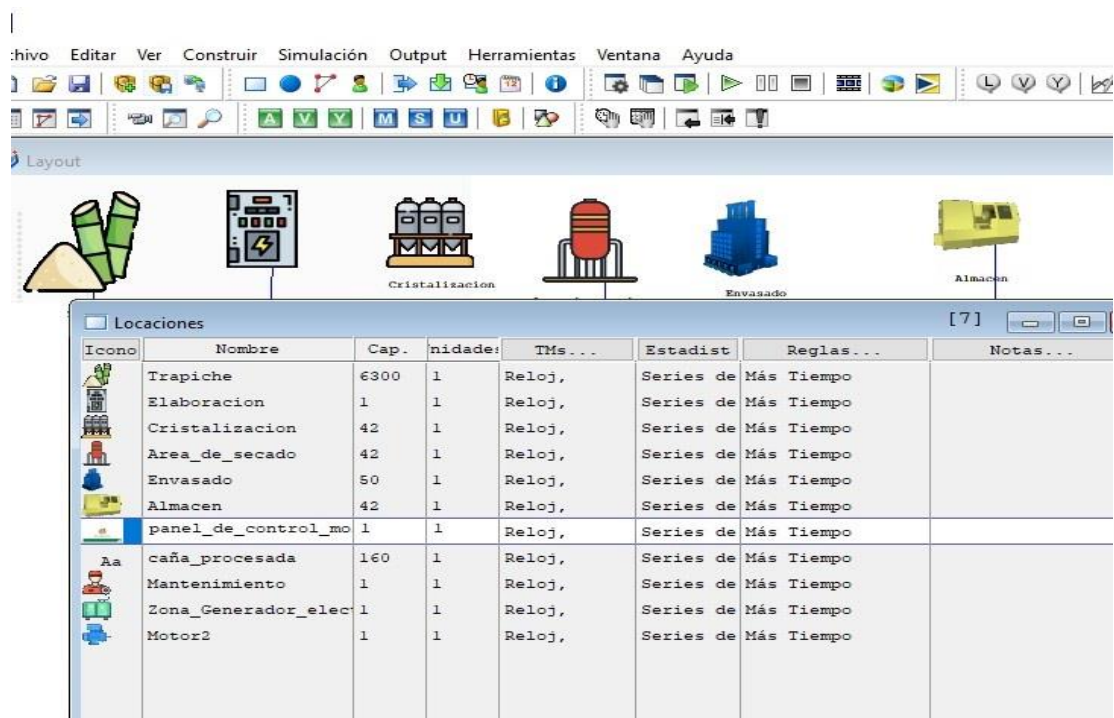 chivo Editar Ver Construir Simulación Output Herramientas Ventana Ayuda
L V Y
A V Y M S U
Layout
Cristalizacion
Envasado
Almacen
Locaciones [7]
Icono Nombre Cap. nidades TMs... Estadist Reglas... Notas...
Trapiche 6300 1 Reloj, Series de Más Tiempo
Elaboracion 1 1 Reloj, Series de Más Tiempo
Cristalizacion 42 1 Reloj, Series de Más Tiempo
Area_de_secado 42 1 Reloj, Series de Más Tiempo
Envasado 50 1 Reloj, Series de Más Tiempo
Almacen 42 1 Reloj, Series de Más Tiempo
panel_de_control_mo 1 1 Reloj, Series de Más Tiempo
Aa caña_procesada 160 1 Reloj, Series de Más Tiempo
Mantenimiento 1 1 Reloj, Series de Más Tiempo
Zona_Generador_elec 1 1 Reloj, Series de Más Tiempo
Motor2 1 1 Reloj, Series de Más Tiempo